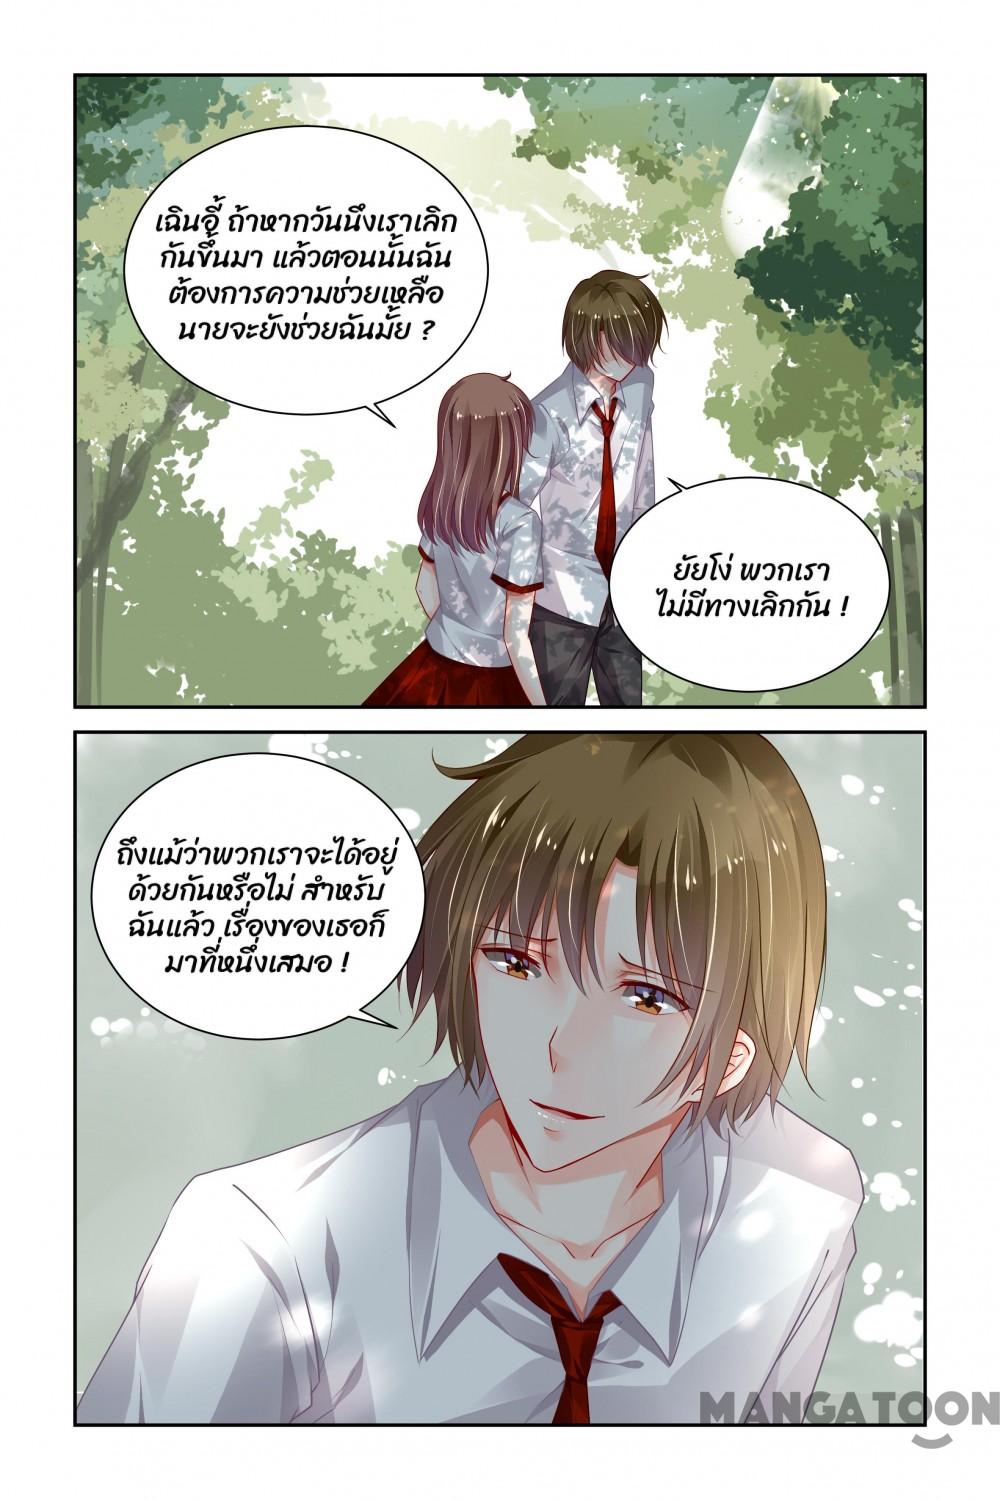 เฉินอี้ ถ้าหากวันนึงเราเลิก
กันขึ้นมา แล้วตอนนั้นฉัน
ต้องการความช่วยเหลือ
นายจะยังช่วยฉันมั้ย ?
ยัยโง่ พวกเรา
ไม่มีทางเลิกกัน !
ถึงแม้ว่าพวกเราจะได้อยู่
ด้วยกันหรือไม่ สำหรับ
ฉันแล้ว เรื่องของเธอก็
มาที่หนึ่งเสมอ !
MANGATOON